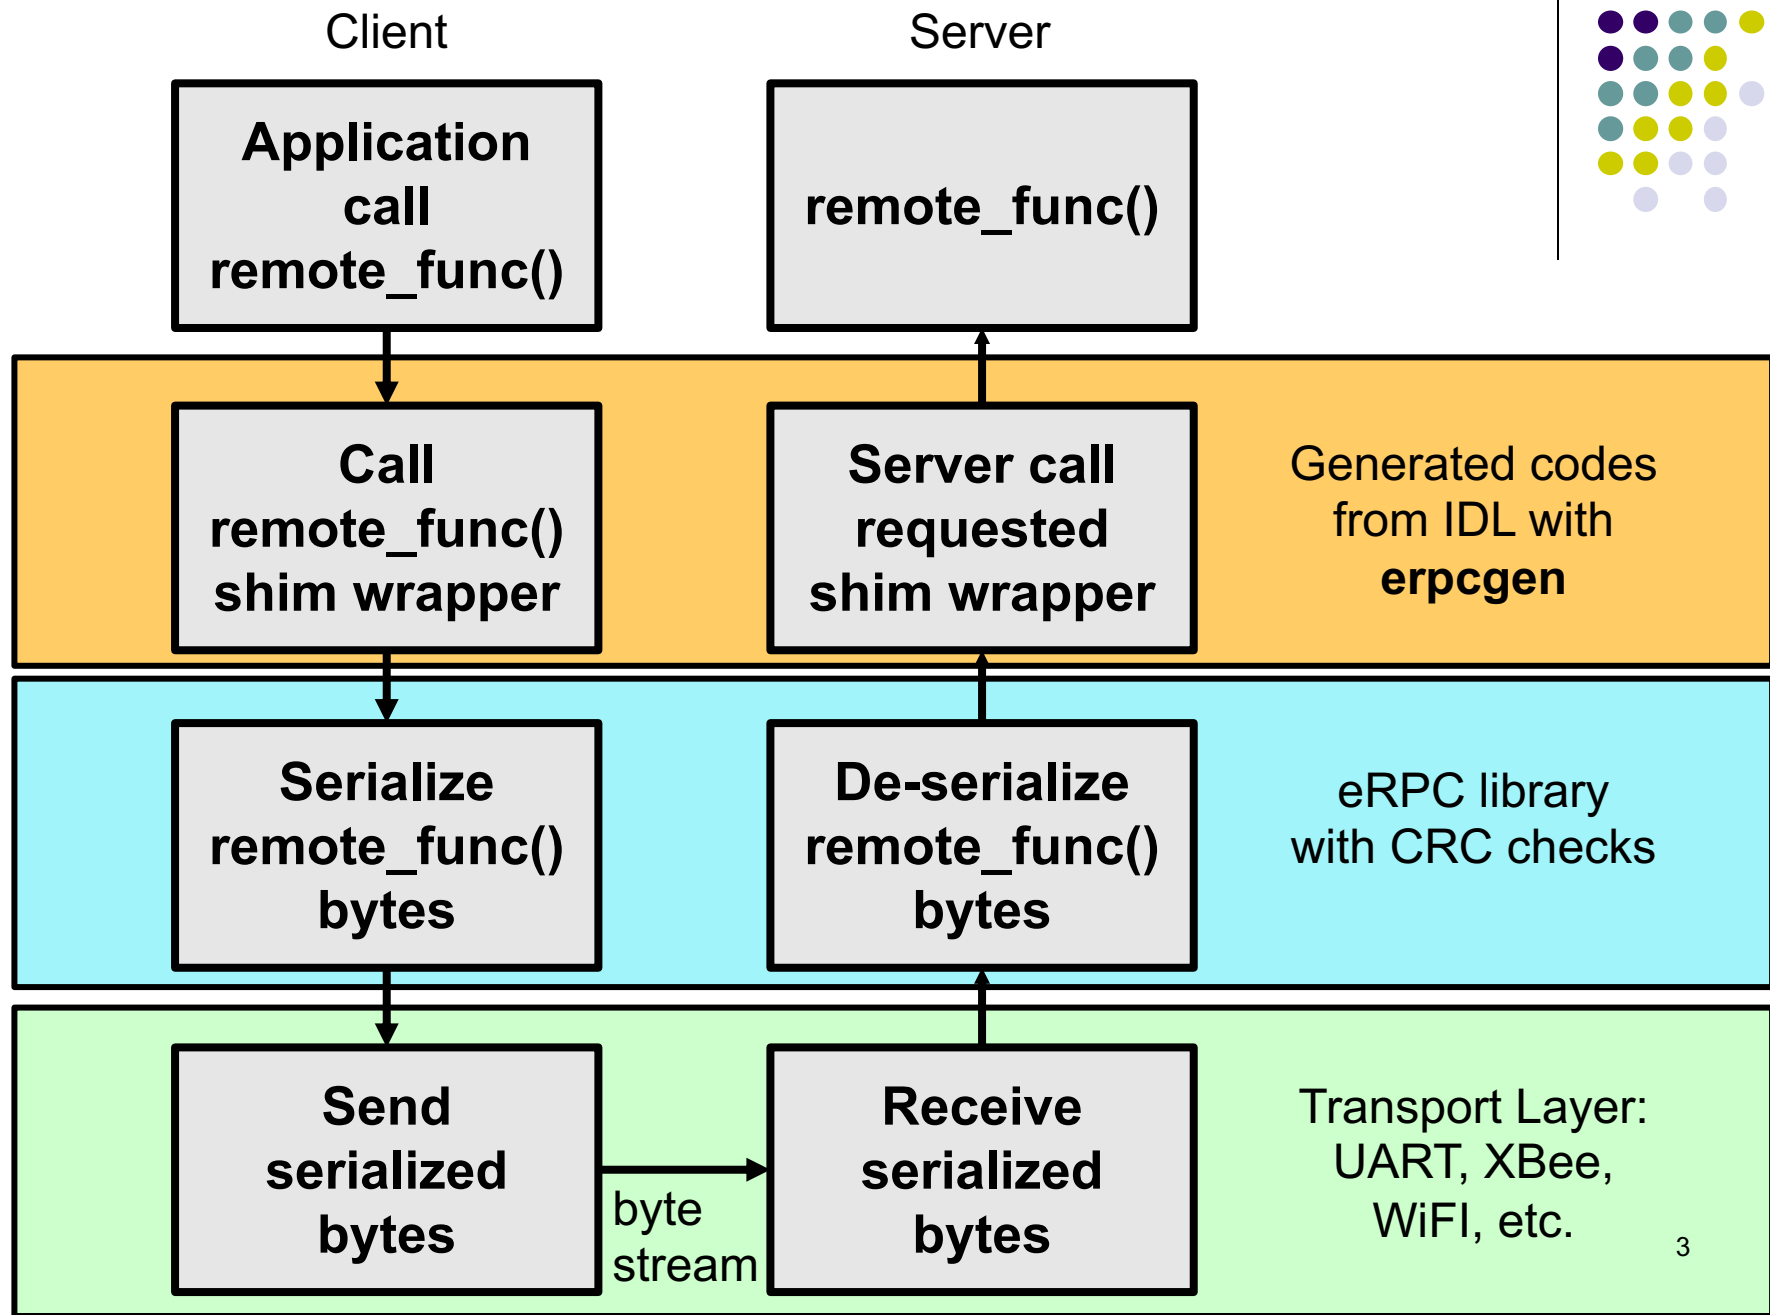 Client
Server
Application
call
remote_func()
remote_func()
Call
remote_func()
shim wrapper
Server call
requested
shim wrapper
Generated codes
from IDL with
erpcgen
Serialize
remote_func()
bytes
De-serialize
remote_func()
bytes
eRPC library
with CRC checks
Send
serialized
bytes
byte
stream
Receive
serialized
bytes
Transport Layer:
UART, XBee,
WiFI, etc.
3